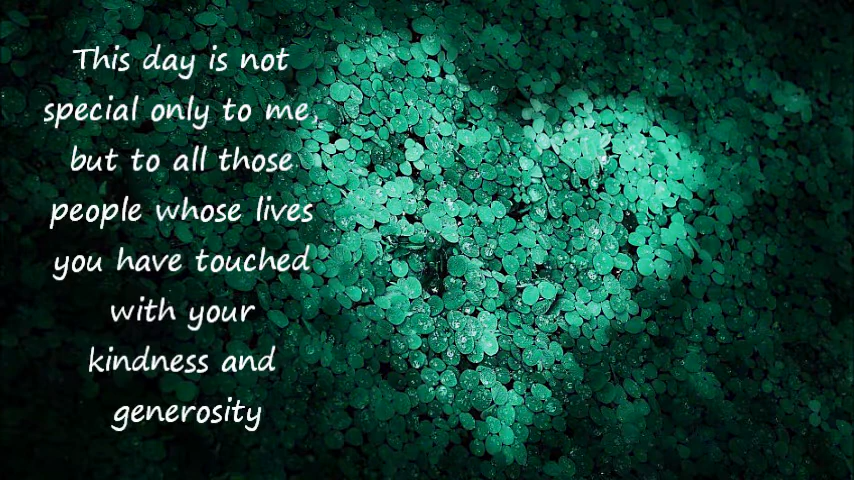 This day is not
special only to me,
but to all those
people whose lives
you have touched
with your
kindness and
generosity